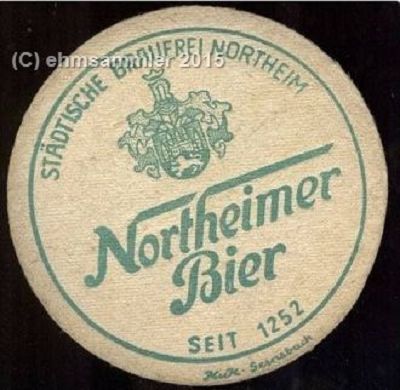 (C) ehmsammler 2015
STÄDTISCHE BRAUEREI NORTHEIM
Northeimer
Bier
SEIT 1252